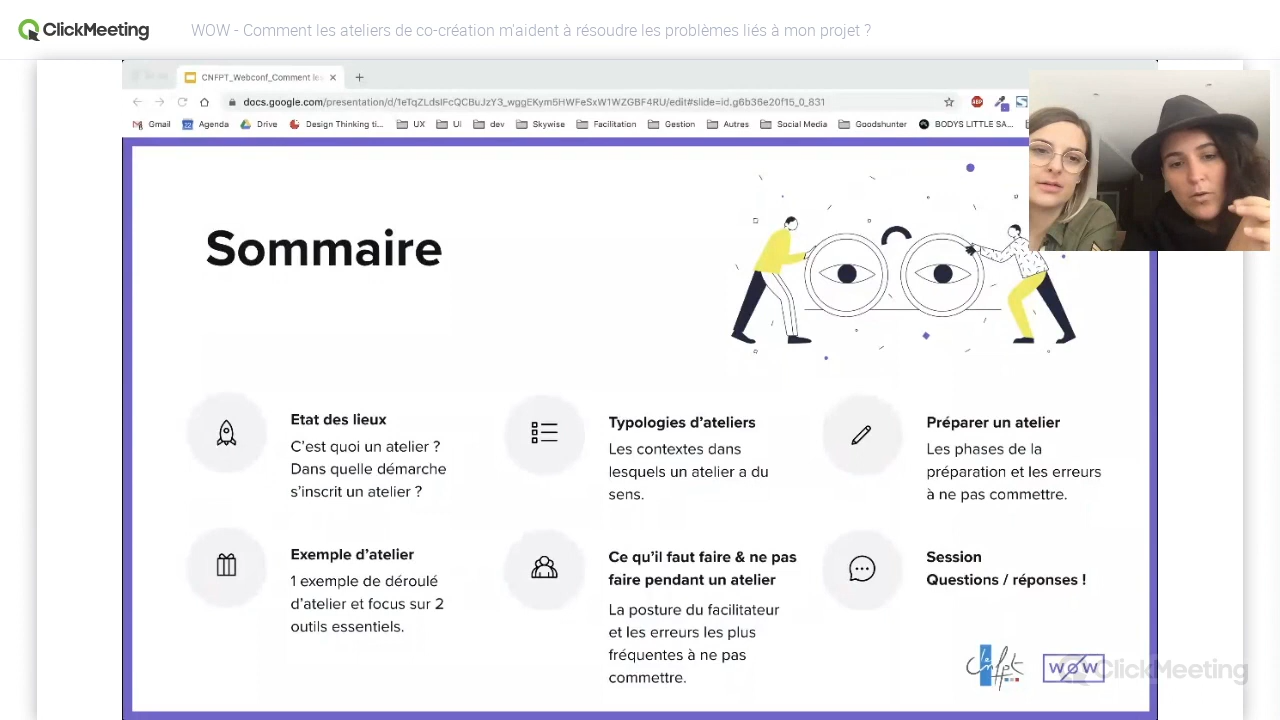 ClickMeeting
WOW - Comment les ateliers de co-création m'aident à résoudre les problèmes liés à mon projet ?
CNFPT_Webconf_Comment les
docs.google.com/presentation/d/1eTqZLdsIFcQCBuJzY3_wggEKym5HWFeSxW1WZGBF4RU/edit#slide=id.g6b36e20f15_0_831
ABP
Gmail
22
Agenda
Drive
Design Thinking ti...
UX
UI
dev
Skywise
Facilitation
Gestion
Autres
Social Media
Goodshunter
BODYS LITTLE SA...
Sommaire
Etat des lieux
C'est quoi un atelier ?
Dans quelle démarche
s'inscrit un atelier ?
Typologies d'ateliers
Les contextes dans
lesquels un atelier a du
sens.
Préparer un atelier
Les phases de la
préparation et les erreurs
à ne pas commettre.
Exemple d'atelier
1 exemple de déroulé
d'atelier et focus sur 2
outils essentiels.
Ce qu'il faut faire & ne pas
faire pendant un atelier
La posture du facilitateur
et les erreurs les plus
fréquentes à ne pas
commettre.
Session
Questions / réponses !
cnfpt
WOW
ClickMeeting